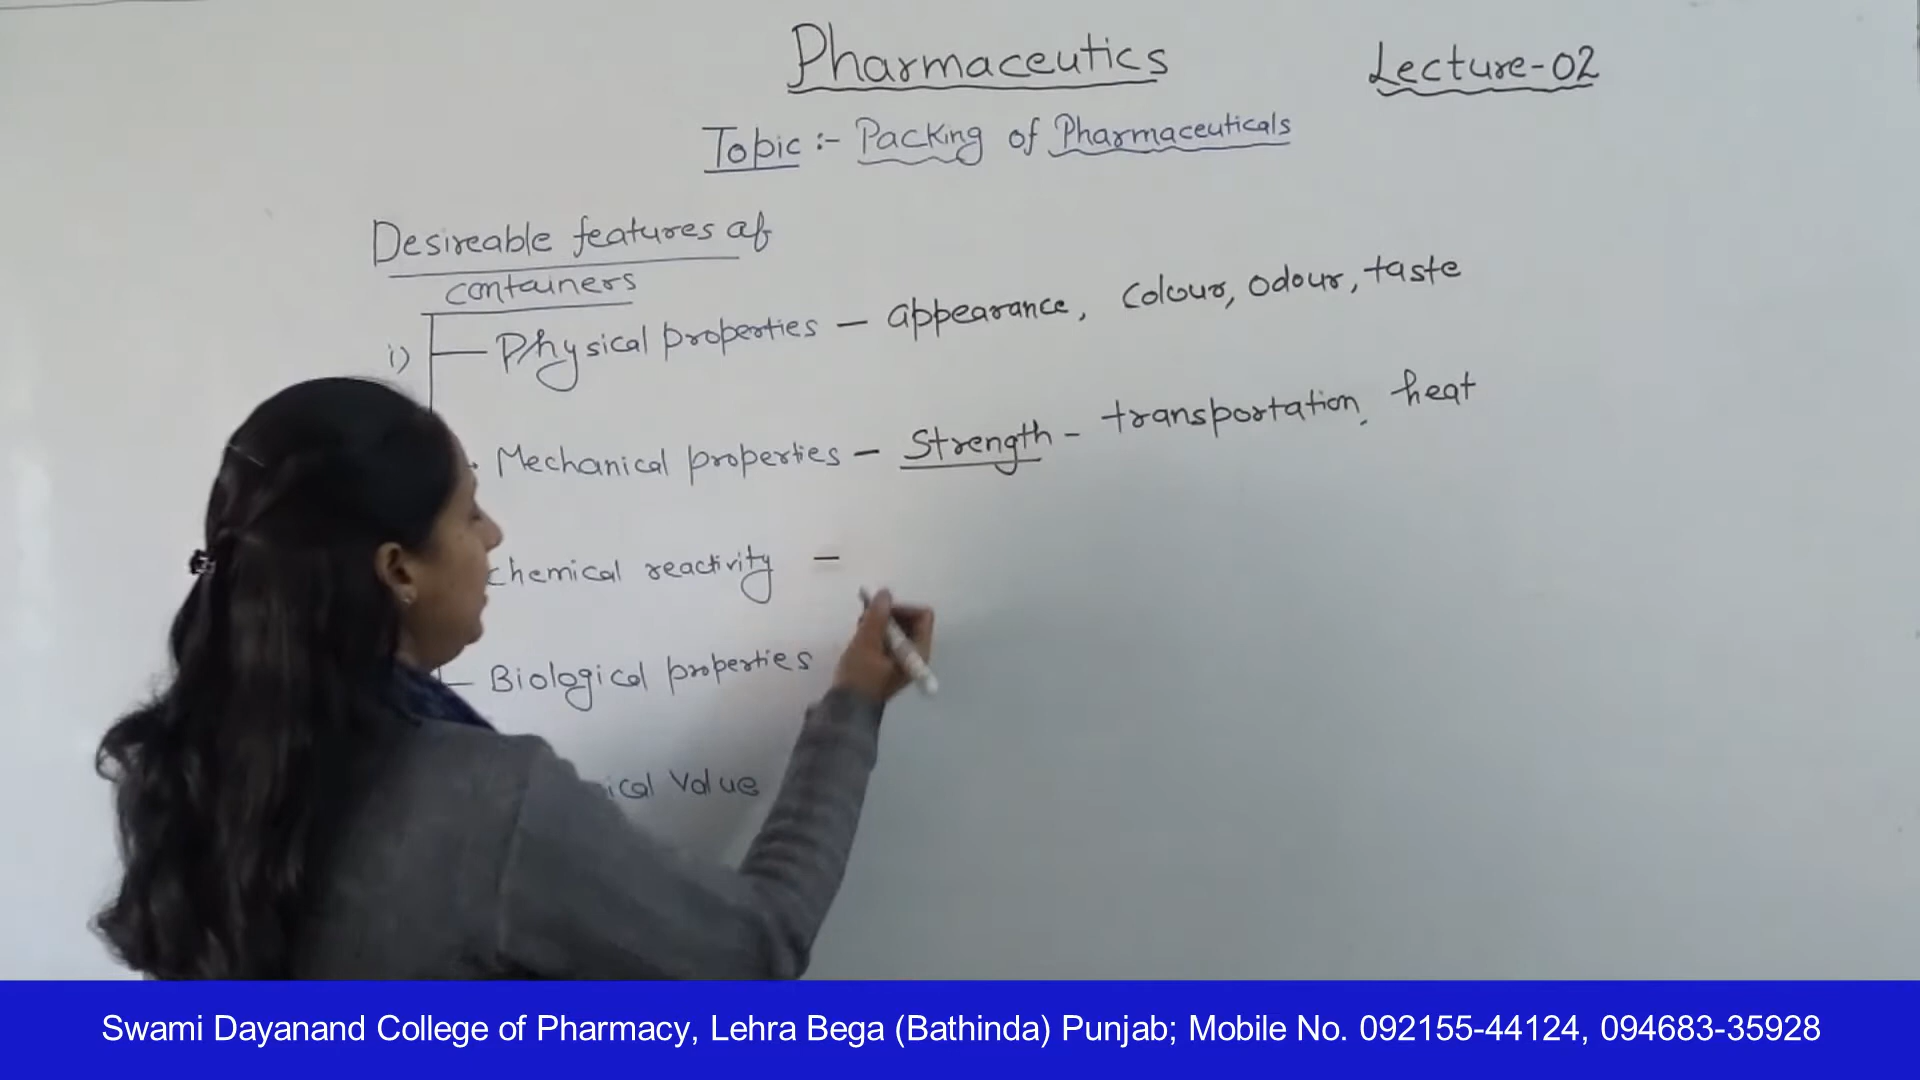 Pharmaceutics
Lecture-02
Topic :- Packing of Pharmaceuticals
Desireable features of
containers
i) Physical properties - appearance, Colour, Odour, taste
Mechanical properties - Strength - transportation, heat
chemical reactivity -
Biological properties
Value
Swami Dayanand College of Pharmacy, Lehra Bega (Bathinda) Punjab; Mobile No. 092155-44124, 094683-35928